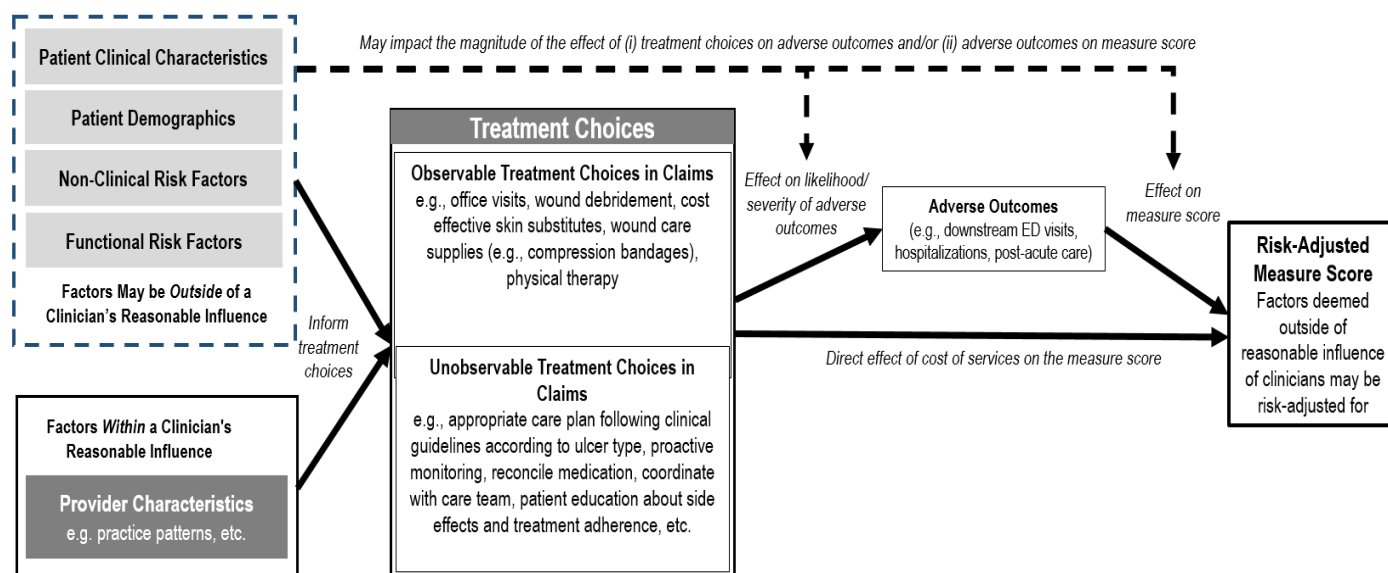 Patient Clinical Characteristics
Patient Demographics
Non-Clinical Risk Factors
Functional Risk Factors
Factors May be Outside of a
Clinician's Reasonable Influence
Factors Within a Clinician's
Reasonable Influence
Provider Characteristics
e.g. practice patterns, etc.
Inform
treatment
choices
May impact the magnitude of the effect of (i) treatment choices on adverse outcomes and/or (ii) adverse outcomes on measure score
Treatment Choices
Observable Treatment Choices in Claims
e.g., office visits, wound debridement, cost
effective skin substitutes, wound care
supplies (e.g., compression bandages),
physical therapy
Unobservable Treatment Choices in
Claims
e.g., appropriate care plan following clinical
guidelines according to ulcer type, proactive
monitoring, reconcile medication, coordinate
with care team, patient education about side
effects and treatment adherence, etc.
Effect on likelihood/
severity of adverse
outcomes
Adverse Outcomes
(e.g., downstream ED visits,
hospitalizations, post-acute care)
Effect on
measure score
Direct effect of cost of services on the measure score
Risk-Adjusted
Measure Score
Factors deemed
outside of
reasonable influence
of clinicians may be
risk-adjusted for